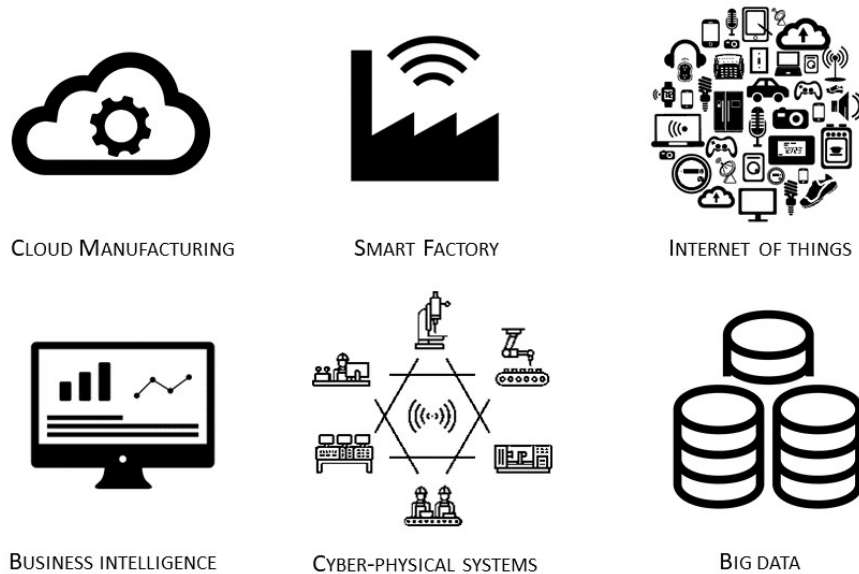 CLOUD MANUFACTURING
SMART FACTORY
INTERNET OF THINGS
BUSINESS INTELLIGENCE
CYBER-PHYSICAL SYSTEMS
BIG DATA